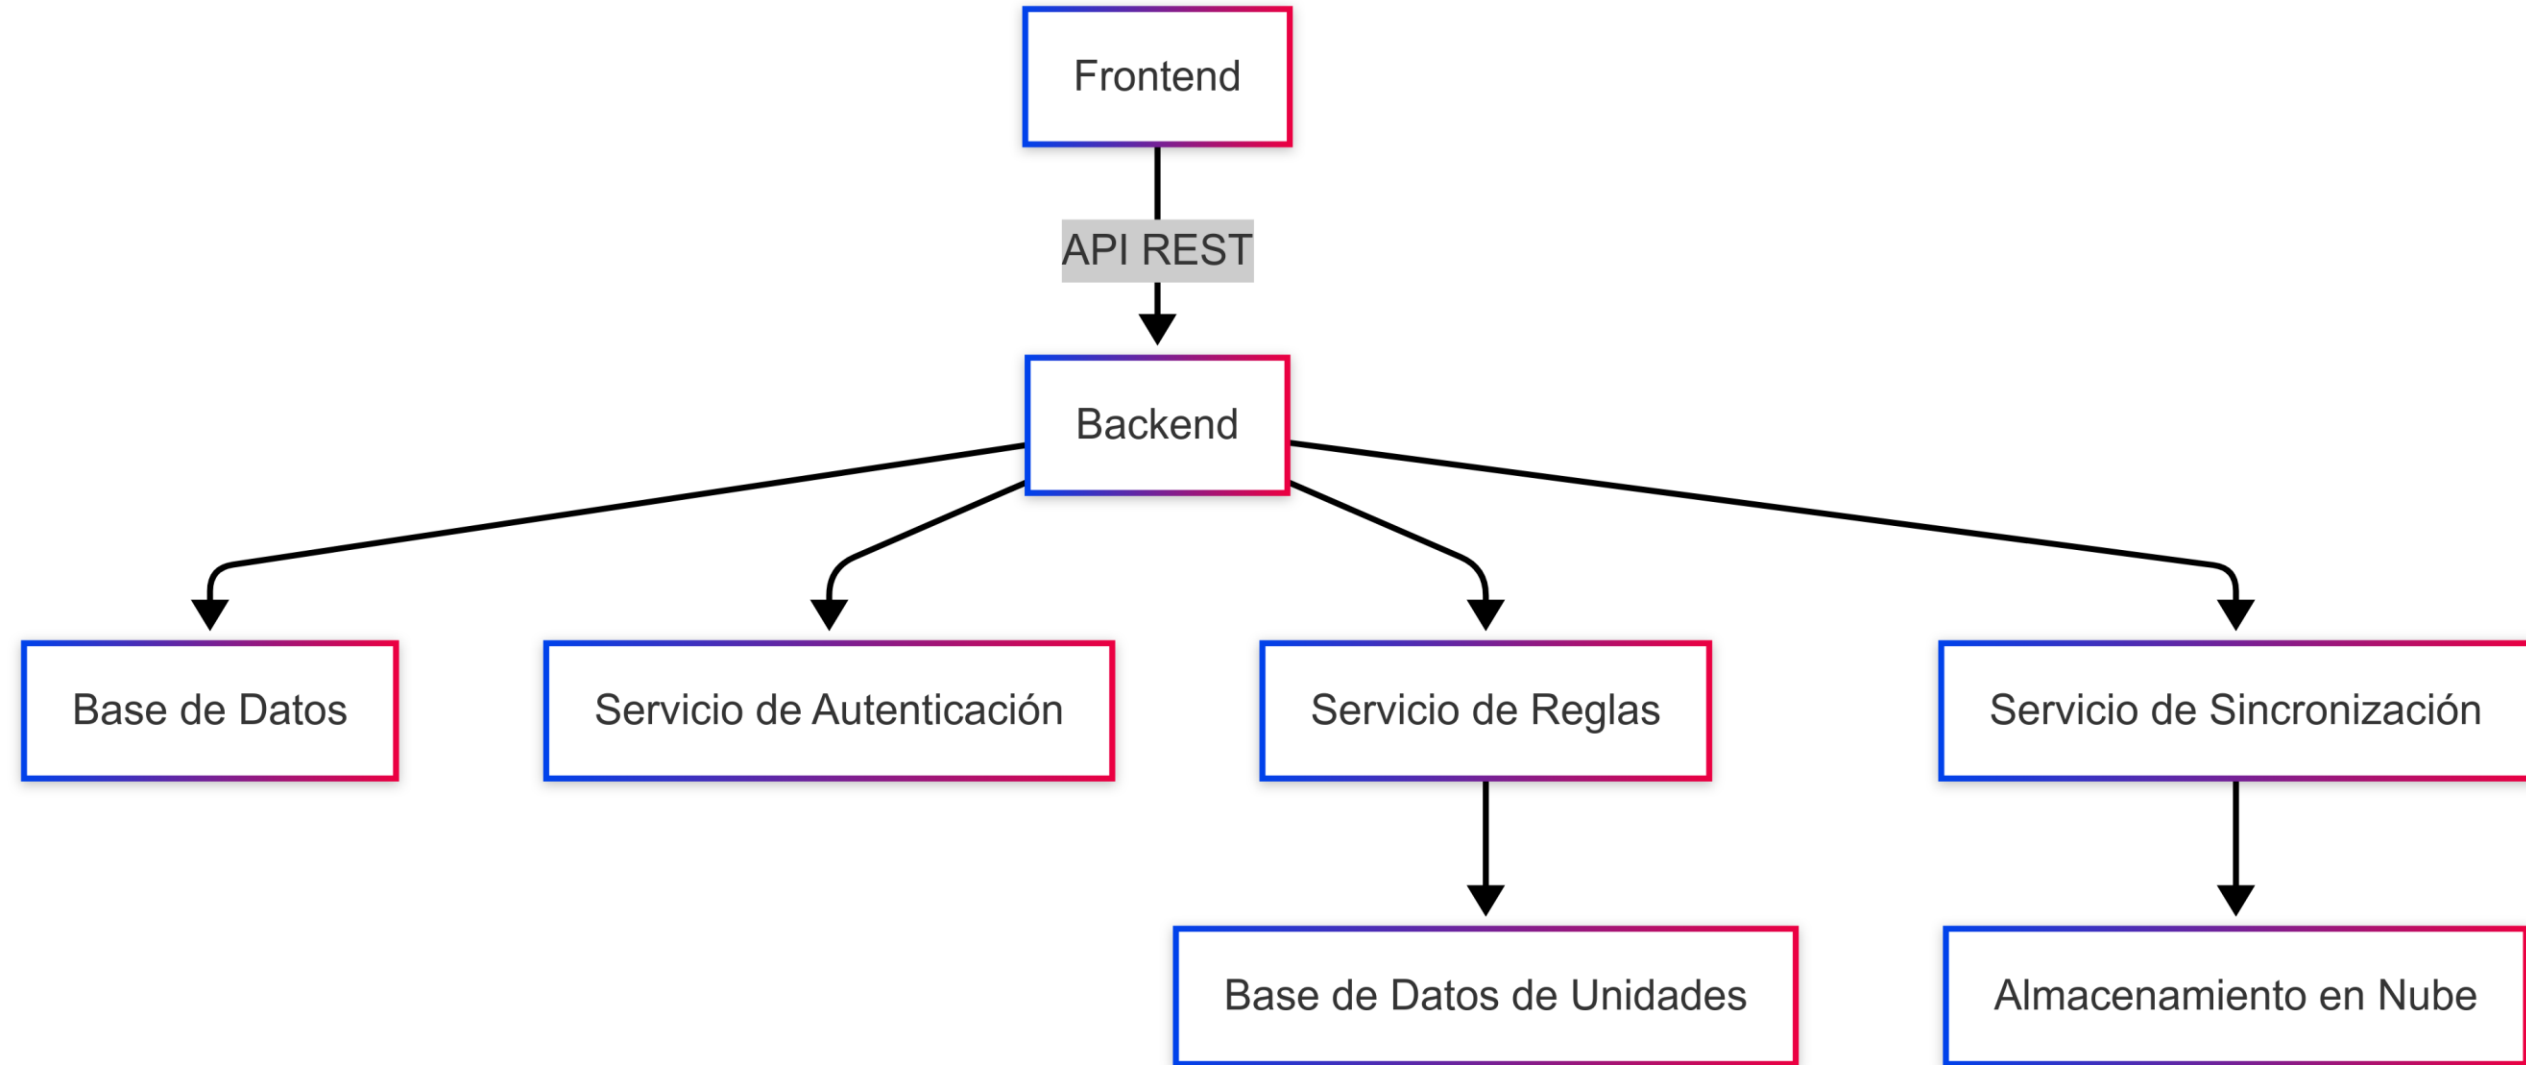 Frontend
API REST
Backend
Base de Datos
Servicio de Autenticación
Servicio de Reglas
Servicio de Sincronización
Base de Datos de Unidades
Almacenamiento en Nube